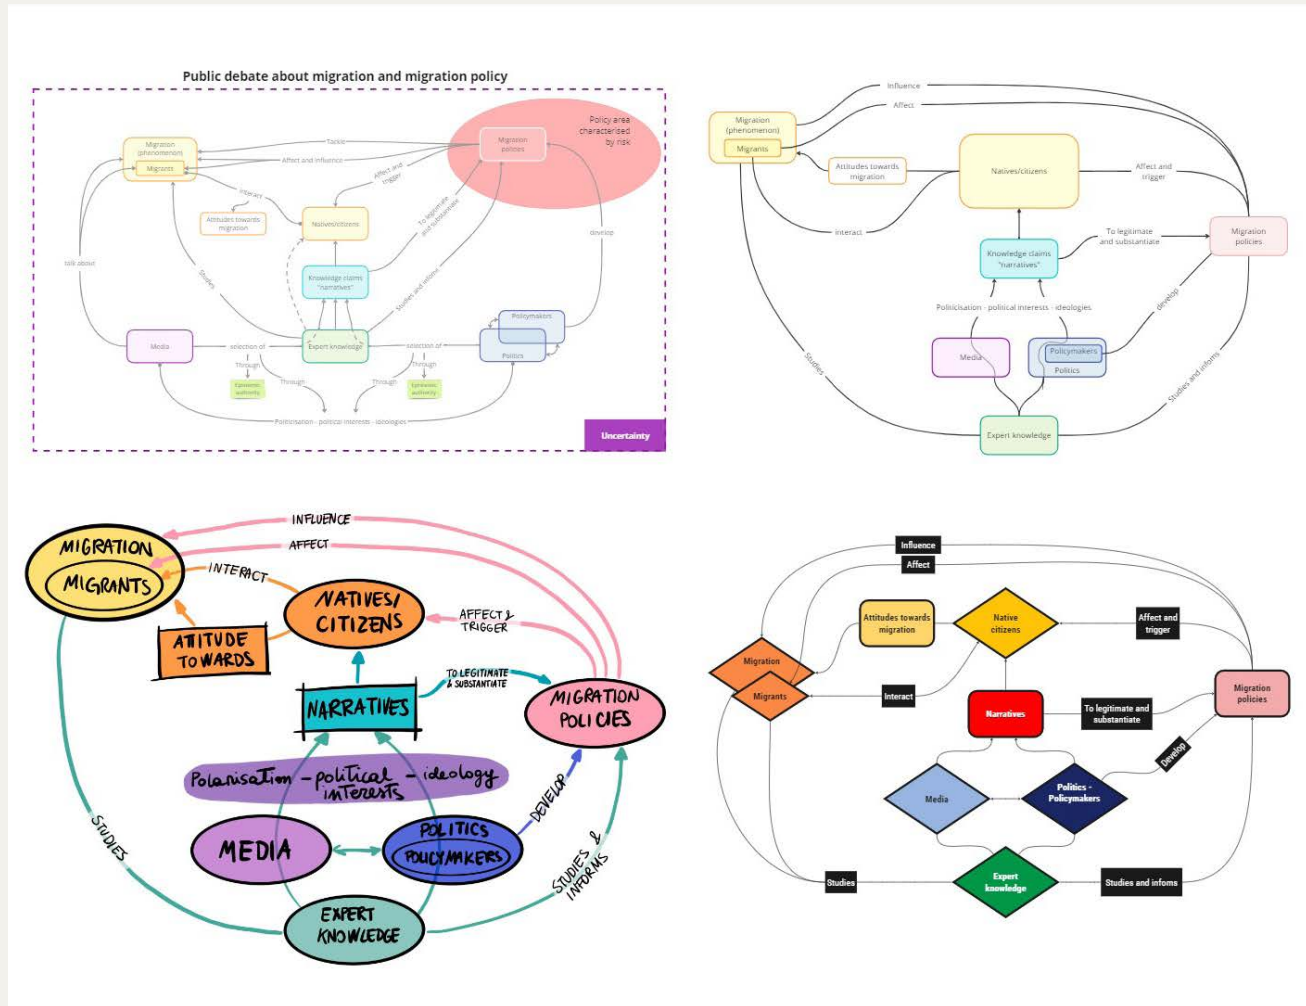 Public debate about migration and migration policy
Policy area
characterised
by risk
Migration
(phenomenon)
Migrants
Migration
policies
Affect and influence
Affect and
trigger
Interact
Attitudes towards
migration
Natives/citizens
To legitimate
and substantiate
develop
talk about
Studies
Knowledge claims
"narratives"
Studies and informs
Policymakers
Politics
Media
selection of
Expert knowledge
selection of
Through
Through
Epistemic
authority
Through
Through
Epistemic
authority
Politicisation - political interests - ideologies
Uncertainty
Influence
Affect
Migration
(phenomenon)
Migrants
Attitudes towards
migration
Natives/citizens
Affect and
trigger
interact
Migration
policies
To legitimate
and substantiate
Knowledge claims
"narratives"
Politicisation - political interests - ideologies
develop
Media
Policymakers
Politics
Studies
Studies and informs
Expert knowledge
INFLUENCE
AFFECT
MIGRATION
MIGRANTS
INTERACT
NATIVES/
CITIZENS
AFFECT &
TRIGGER
ATTITUDE
TOWARDS
TO LEGITIMATE
& SUBSTANTIATE
NARRATIVES
MIGRATION
POLICIES
Polarisation - political - ideology
interests
DEVELOP
MEDIA
POLITICS
POLICYMAKERS
STUDIES
STUDIES &
INFORMS
EXPERT
KNOWLEDGE
Influence
Affect
Attitudes towards
migration
Native
citizens
Affect and
trigger
Migration
Migrants
Interact
Narratives
To legitimate and
substantiate
Migration
policies
Develop
Media
Politics -
Policymakers
Studies
Expert
knowledge
Studies and infoms